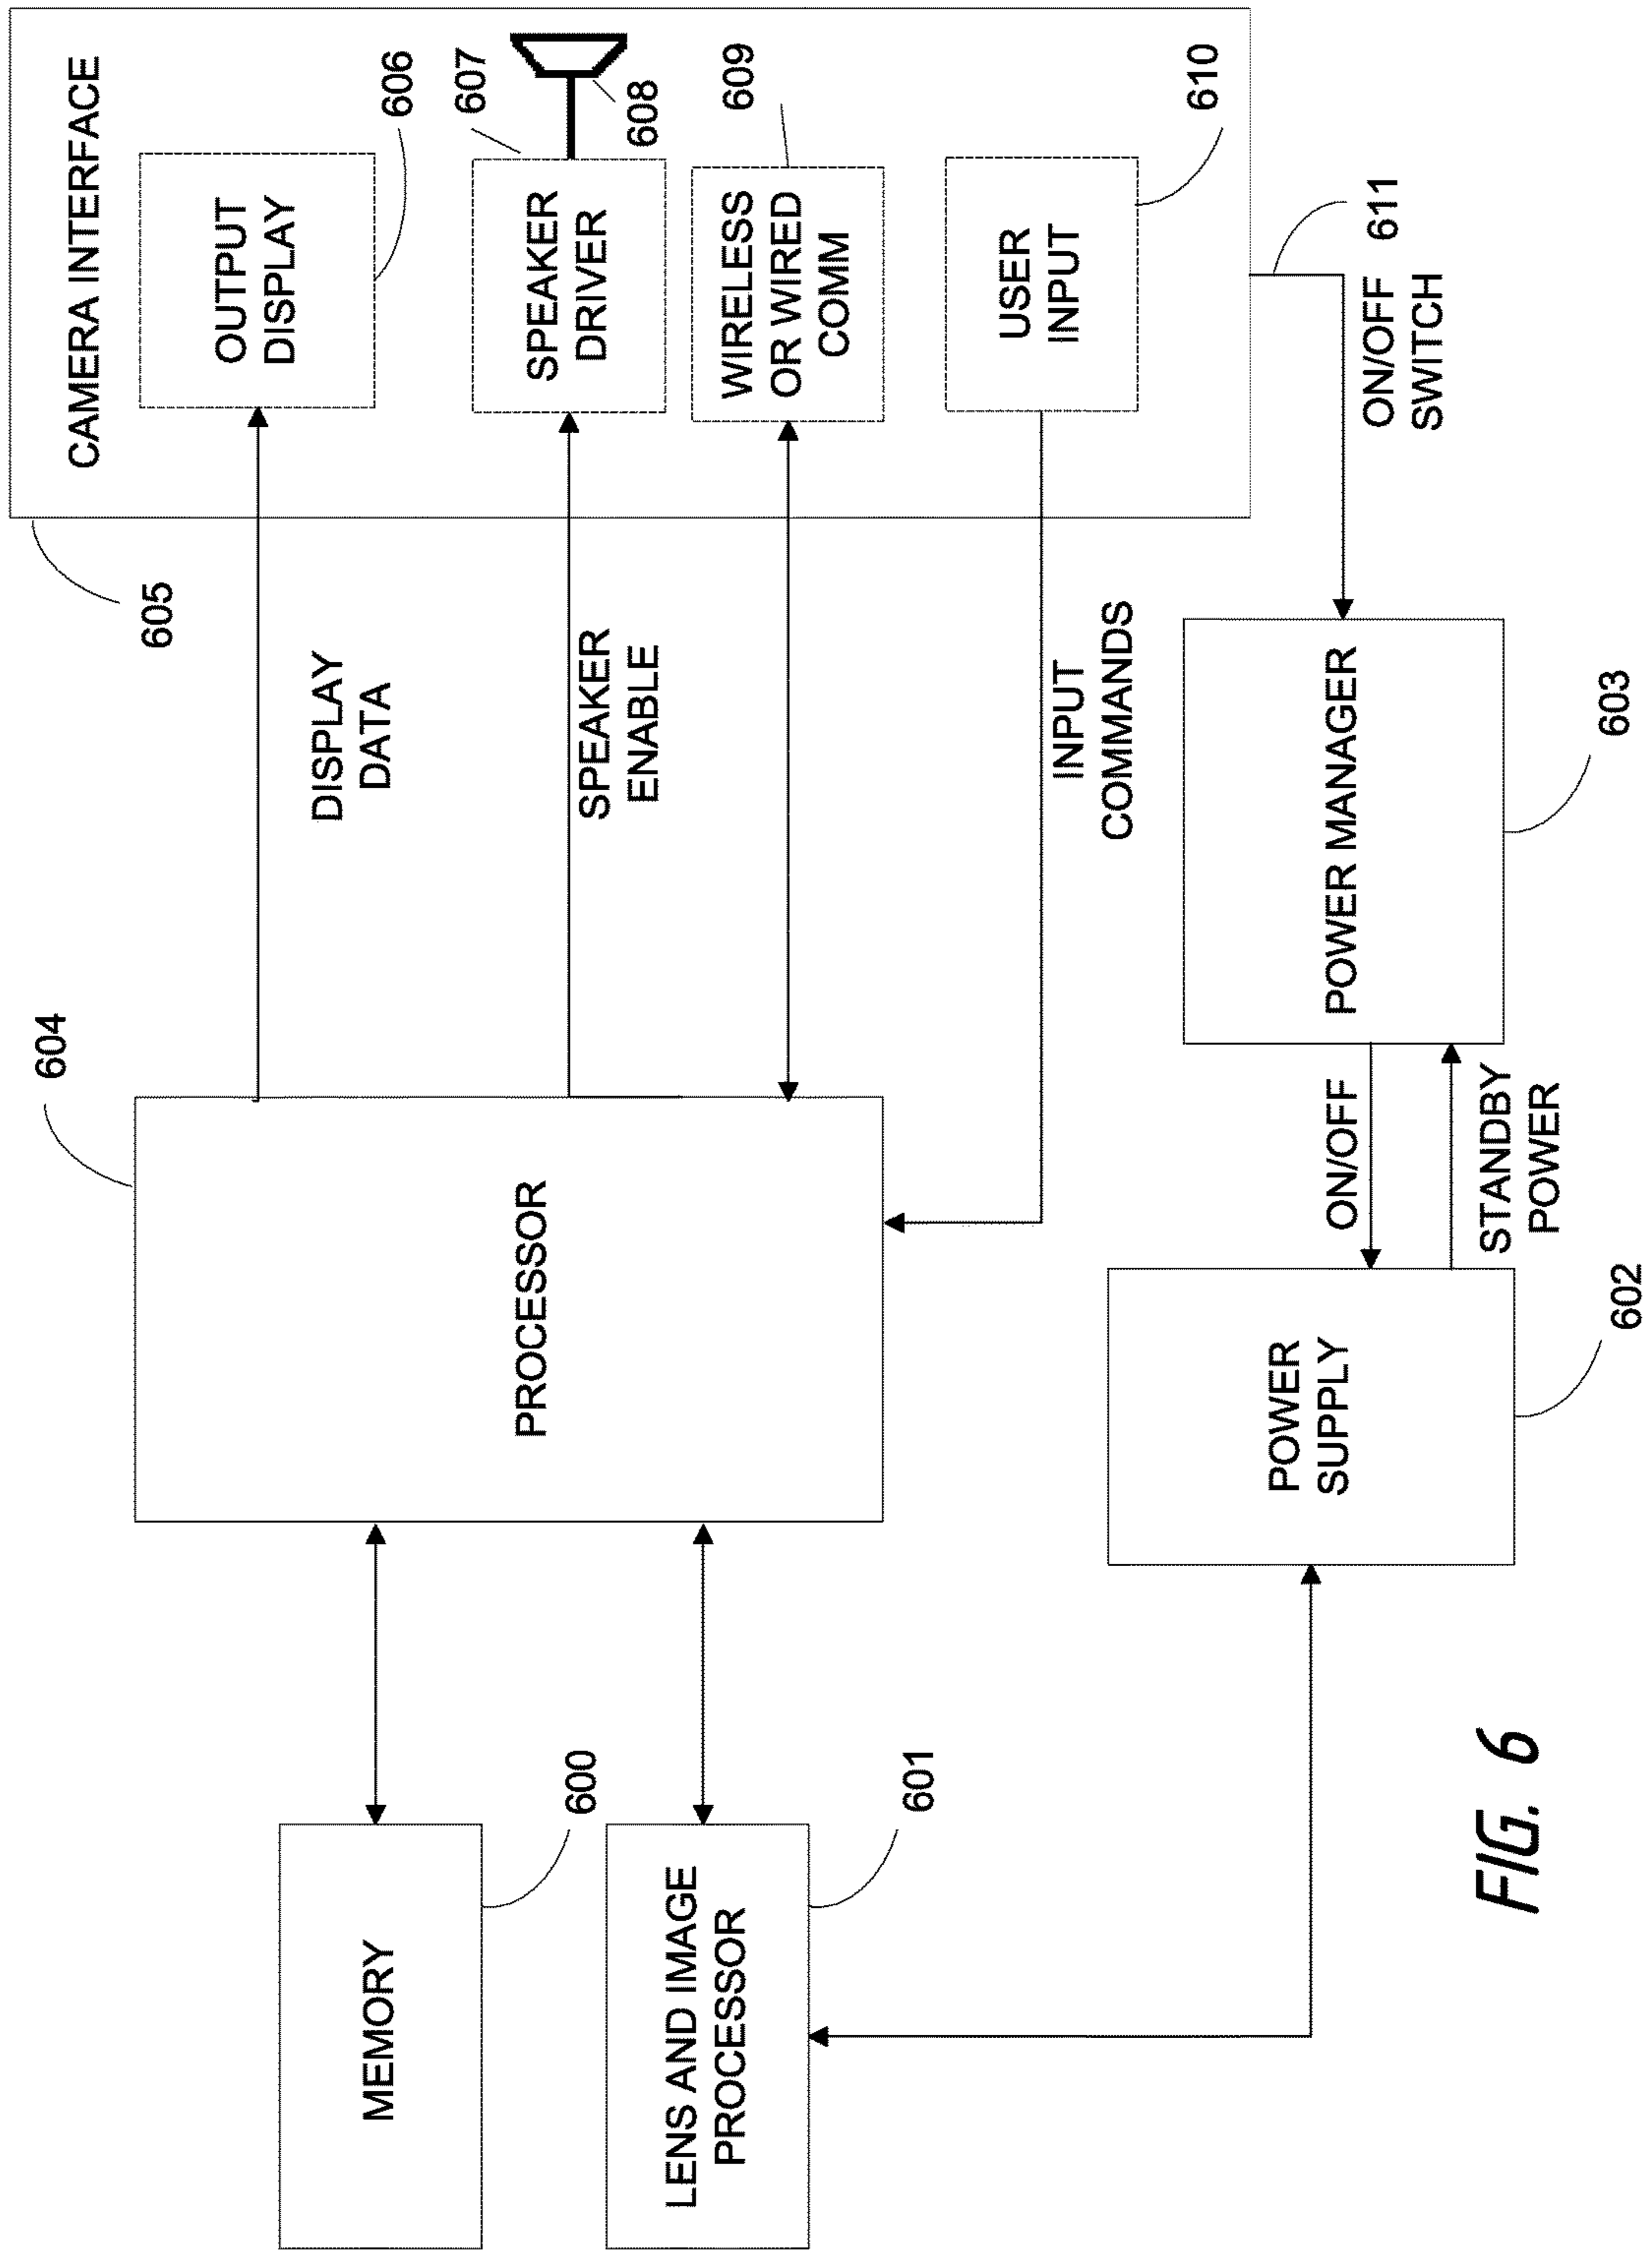 CAMERA INTERFACE
605
OUTPUT
DISPLAY
606
607
SPEAKER
DRIVER
608
609
WIRELESS
OR WIRED
COMM
USER
INPUT
610
DISPLAY
DATA
SPEAKER
ENABLE
INPUT
COMMANDS
604
PROCESSOR
MEMORY
600
LENS AND IMAGE
PROCESSOR
601
POWER
SUPPLY
602
ON/OFF
STANDBY
POWER
POWER MANAGER
603
ON/OFF
SWITCH
611
FIG. 6